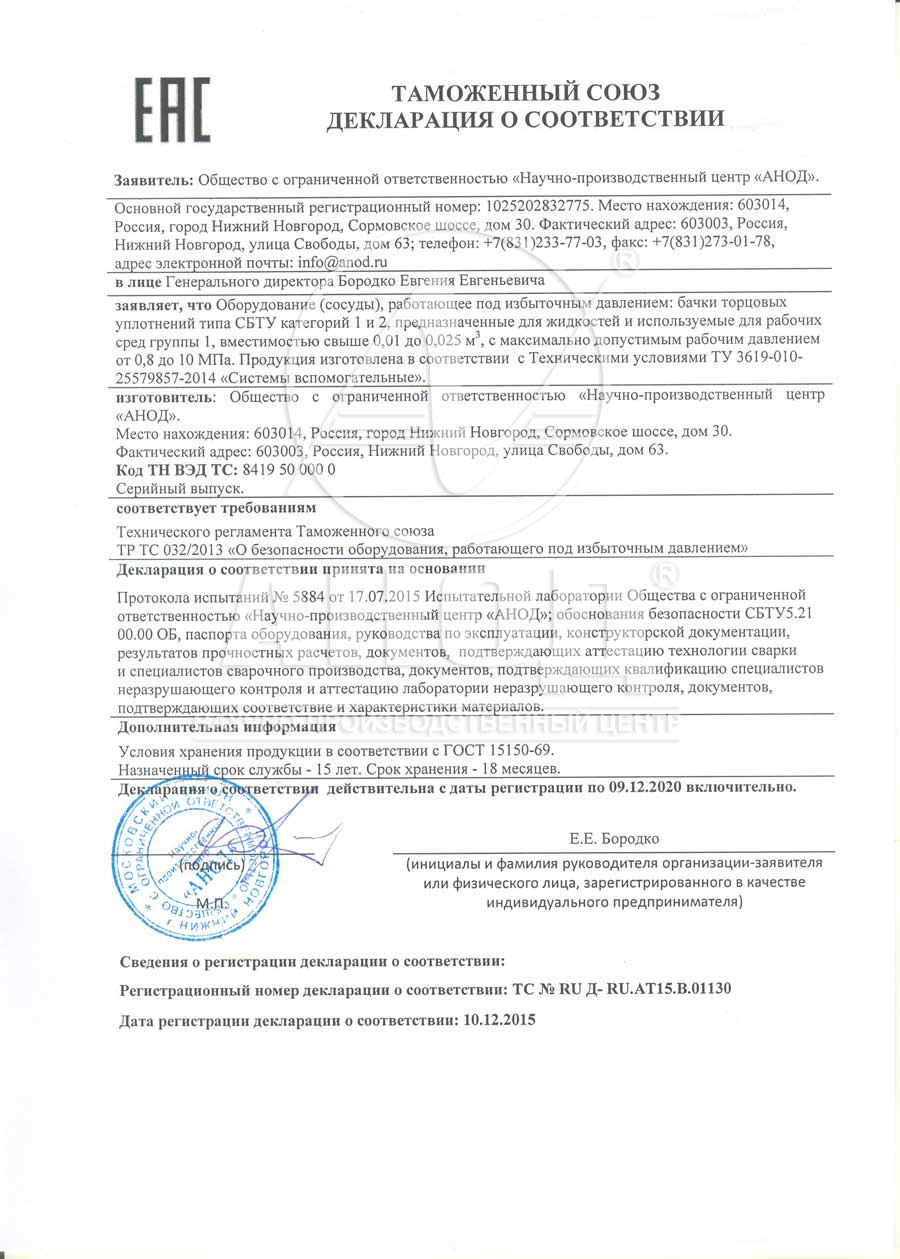 ЕАС
ТАМОЖЕННЫЙ СОЮЗ
ДЕКЛАРАЦИЯ О СООТВЕТСТВИИ
Заявитель: Общество с ограниченной ответственностью «Научно-производственный центр «АНОД».
Основной государственный регистрационный номер: 1025202832775. Место нахождения: 603014,
Россия, город Нижний Новгород, Сормовское шоссе, дом 30. Фактический адрес: 603003, Россия,
Нижний Новгород, улица Свободы, дом 63; телефон: +7(831)233-77-03, факс: +7(831)273-01-78,
адрес электронной почты: info@anod.ru
в лице Генерального директора Бородко Евгения Евгеньевича
заявляет, что Оборудование (сосуды), работающее под избыточным давлением: бачки торцовых
уплотнений типа СБТУ категорий 1 и 2, предназначенные для жидкостей и используемые для рабочих
сред группы 1, вместимостью свыше 0,01 до 0,025 м³, с максимально допустимым рабочим давлением
от 0,8 до 10 МПа. Продукция изготовлена в соответствии с Техническими условиями ТУ 3619-010-
25579857-2014 «Системы вспомогательные».
изготовитель: Общество с ограниченной ответственностью «Научно-производственный центр
«АНОД».
Место нахождения: 603014, Россия, город Нижний Новгород, Сормовское шоссе, дом 30.
Фактический адрес: 603003, Россия, Нижний Новгород, улица Свободы, дом 63.
Код ТН ВЭД ТС: 8419 50 000 0
Серийный выпуск.
соответствует требованиям
Технического регламента Таможенного союза
ТР ТС 032/2013 «О безопасности оборудования, работающего под избыточным давлением»
Декларация о соответствии принята на основании
Протокола испытаний № 5884 от 17.07.2015 Испытательной лаборатории Общества с ограниченной
ответственностью «Научно-производственный центр «АНОД»; обоснования безопасности СБТУ5.21
00.00 ОБ, паспорта оборудования, руководства по эксплуатации, конструкторской документации,
результатов прочностных расчетов, документов, подтверждающих аттестацию технологии сварки
и специалистов сварочного производства, документов, подтверждающих квалификацию специалистов
неразрушающего контроля и аттестацию лаборатории неразрушающего контроля, документов,
подтверждающих соответствие и характеристики материалов.
АНОД®
НАУЧНО-ПРОИЗВОДСТВЕННЫЙ ЦЕНТР
Дополнительная информация
Условия хранения продукции в соответствии с ГОСТ 15150-69.
Назначенный срок службы - 15 лет. Срок хранения - 18 месяцев.
Декларация о соответствии действительна с даты регистрации по 09.12.2020 включительно.
Е.Е. Бородко
(подпись)
(инициалы и фамилия руководителя организации-заявителя
или физического лица, зарегистрированного в качестве
индивидуального предпринимателя)
М.П.
Научно-
производственный
центр
«АНОД»
Сведения о регистрации декларации о соответствии:
Регистрационный номер декларации о соответствии: ТС № RU Д- RU.АТ15.В.01130
Дата регистрации декларации о соответствии: 10.12.2015